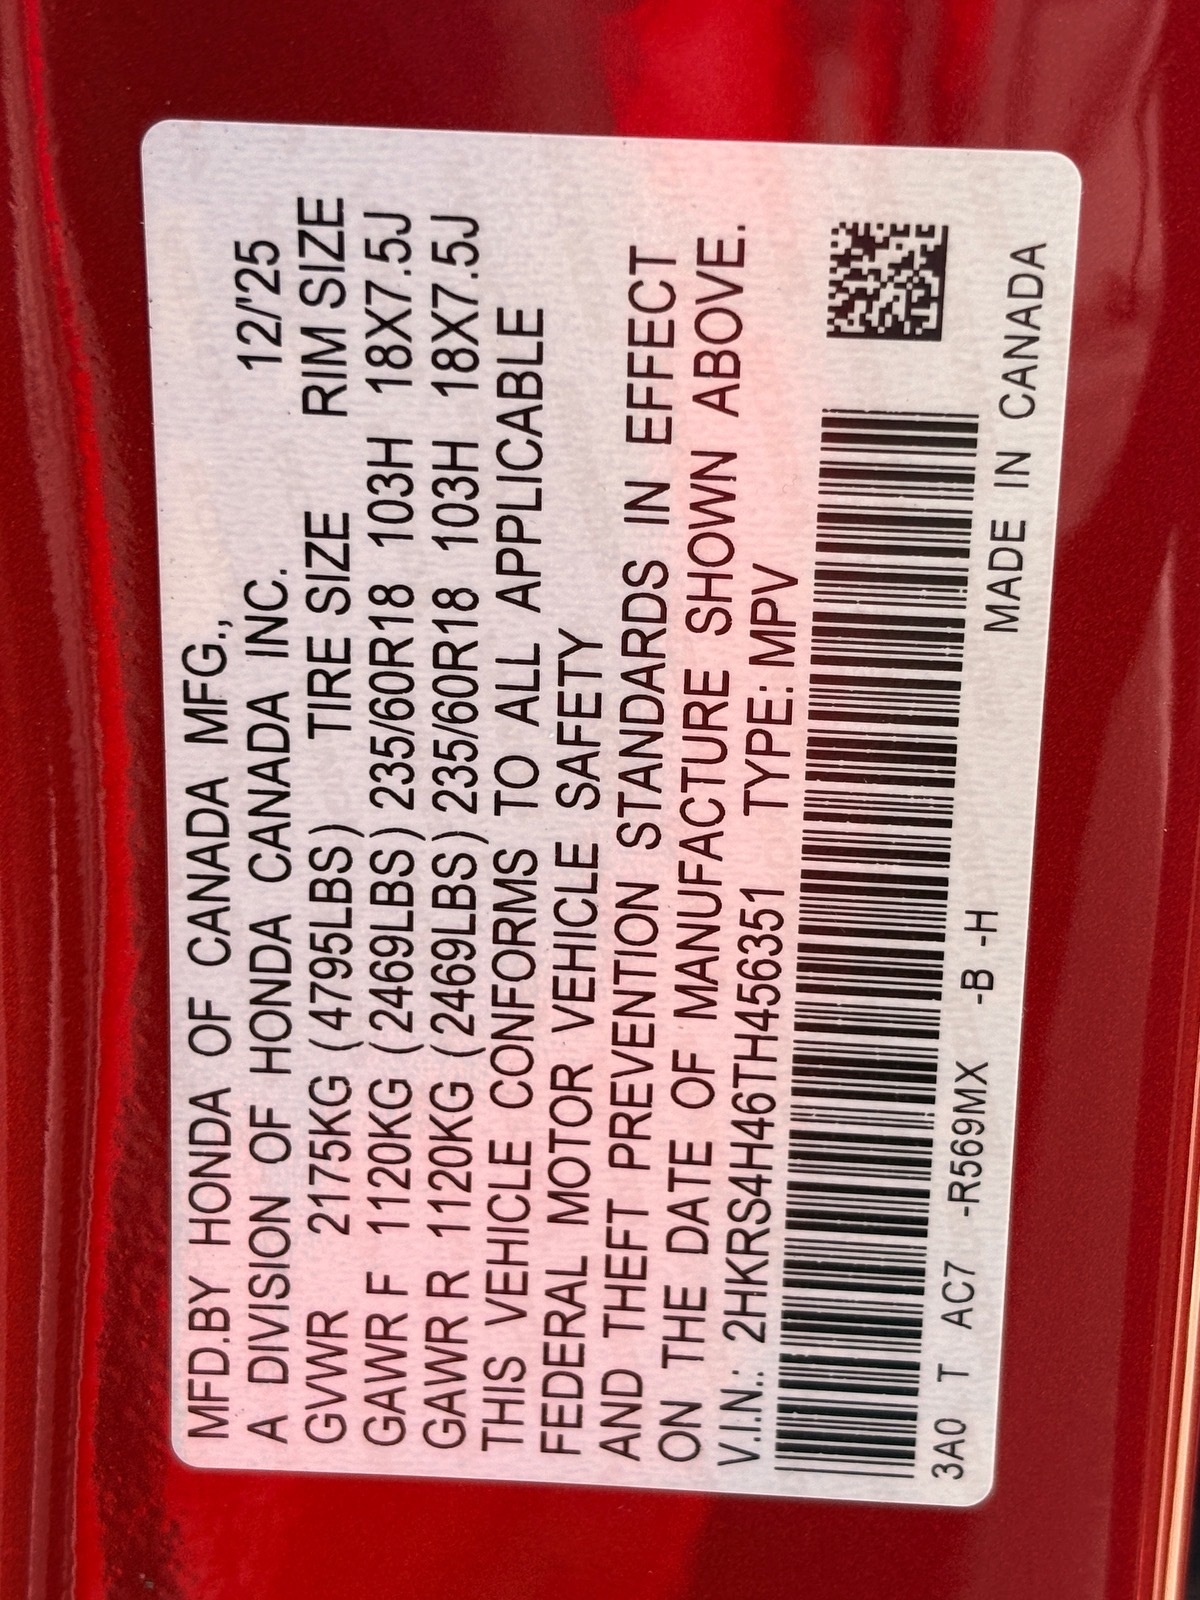 MFD.BY HONDA OF CANADA MFG.,
A DIVISION OF HONDA CANADA INC. 12/'25
GVWR 2175KG (4795LBS) TIRE SIZE RIM SIZE
GAWR F 1120KG (2469LBS) 235/60R18 103H 18X7.5J
GAWR R 1120KG (2469LBS) 235/60R18 103H 18X7.5J
THIS VEHICLE CONFORMS TO ALL APPLICABLE
FEDERAL MOTOR VEHICLE SAFETY
AND THEFT PREVENTION STANDARDS IN EFFECT
ON THE DATE OF MANUFACTURE SHOWN ABOVE.
V.I.N.: 2HKRS4H46TH456351 TYPE: MPV
3A0 T AC7 -R569MX -B -H MADE IN CANADA